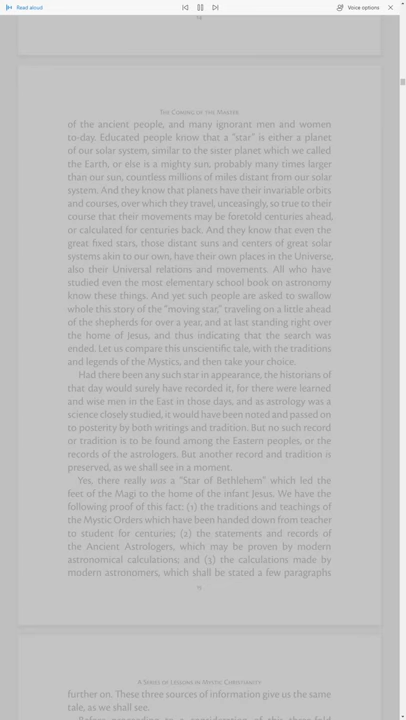 Read aloud
Voice options
The Coming of the Master
of the ancient people, and many ignorant men and women
to-day. Educated people know that a "star" is either a planet
of our solar system, similar to the sister planet which we called
the Earth, or else is a mighty sun, probably many times larger
than our sun, countless millions of miles distant from our solar
system. And they know that planets have their invariable orbits
and courses, over which they travel, unceasingly, so true to their
course that their movements may be foretold centuries ahead,
or calculated for centuries back. And they know that even the
great fixed stars, those distant suns and centers of great solar
systems akin to our own, have their own places in the Universe,
also their Universal relations and movements. All who have
studied even the most elementary school book on astronomy
know these things. And yet such people are asked to swallow
whole this story of the "moving star," traveling on a little ahead
of the shepherds for over a year, and at last standing right over
the home of Jesus, and thus indicating that the search was
ended. Let us compare this unscientific tale, with the traditions
and legends of the Mystics, and then take your choice.
Had there been any such star in appearance, the historians of
that day would surely have recorded it, for there were learned
and wise men in the East in those days, and as astrology was a
science closely studied, it would have been noted and passed on
to posterity by both writings and tradition. But no such record
or tradition is to be found among the Eastern peoples, or the
records of the astrologers. But another record and tradition is
preserved, as we shall see in a moment.
Yes, there really was a "Star of Bethlehem" which led the
feet of the Magi to the home of the infant Jesus. We have the
following proof of this fact: (1) the traditions and teachings of
the Mystic Orders which have been handed down from teacher
to student for centuries; (2) the statements and records of
the Ancient Astrologers, which may be proven by modern
astronomical calculations; and (3) the calculations made by
modern astronomers, which shall be stated a few paragraphs
A Series of Lessons in Mystic Christianity
further on. These three sources of information give us the same
tale, as we shall see.